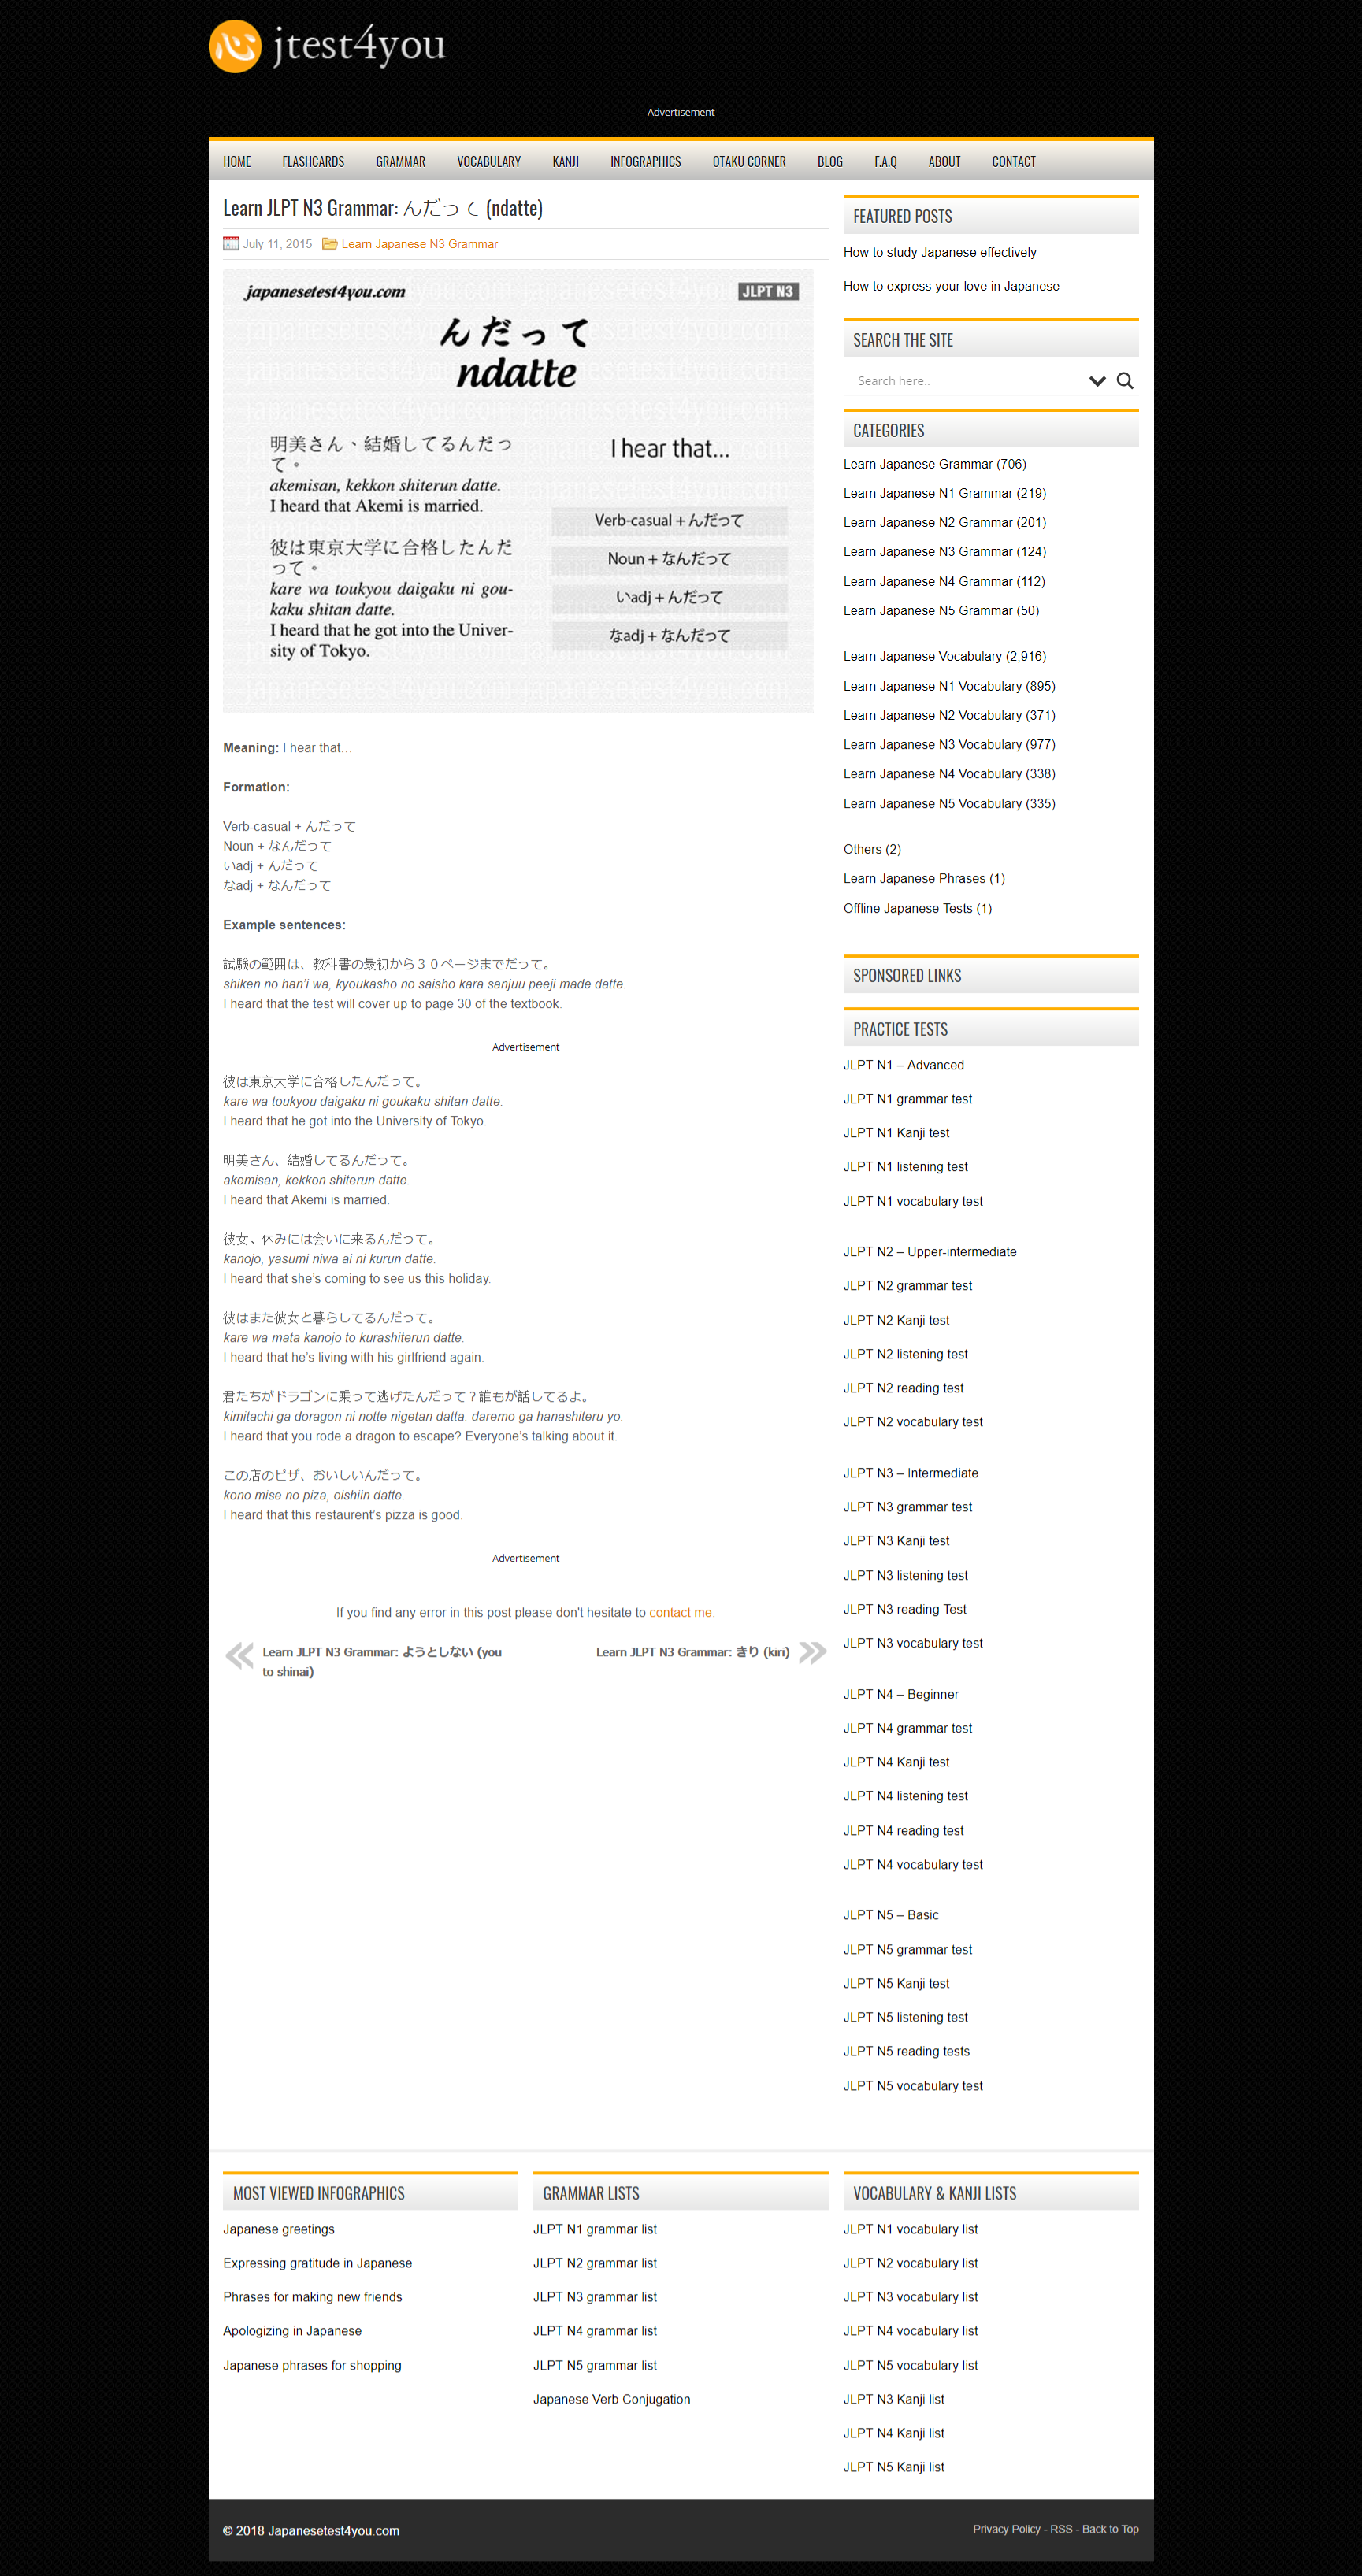 jtest4you
Advertisement
HOME FLASHCARDS GRAMMAR VOCABULARY KANJI INFOGRAPHICS OTAKU CORNER BLOG F.A.Q ABOUT CONTACT
Learn JLPT N3 Grammar: んだって (ndatte)
July 11, 2015 Learn Japanese N3 Grammar
japanesetest4you.com
JLPT N3
んだって
ndatte
明美さん、結婚してるんだっ
て。
akemisan, kekkon shiterun datte.
I heard that Akemi is married.
彼は東京大学に合格したんだ
って。
kare wa toukyou daigaku ni gou-
kaku shitan datte.
I heard that he got into the Univer-
sity of Tokyo.
I hear that...
Verb-casual + んだって
Noun + なんだって
いadj + んだって
なadj + なんだって
Meaning: I hear that…
Formation:
Verb-casual + んだって
Noun + なんだって
いadj + んだって
なadj + なんだって
Example sentences:
試験の範囲は、教科書の最初から３０ページまでだって。
shiken no han’i wa, kyoukasho no saisho kara sanjuu peeji made datte.
I heard that the test will cover up to page 30 of the textbook.
Advertisement
彼は東京大学に合格したんだって。
kare wa toukyou daigaku ni goukaku shitan datte.
I heard that he got into the University of Tokyo.
明美さん、結婚してるんだって。
akemisan, kekkon shiterun datte.
I heard that Akemi is married.
彼女、休みには会いに来るんだって。
kanojo, yasumi niwa ai ni kurun datte.
I heard that she’s coming to see us this holiday.
彼はまた彼女と暮らしてるんだって。
kare wa mata kanojo to kurashiterun datte.
I heard that he’s living with his girlfriend again.
君たちがドラゴンに乗って逃げたんだって？誰もが話してるよ。
kimitachi ga doragon ni notte nigetan datta. daremo ga hanashiteru yo.
I heard that you rode a dragon to escape? Everyone’s talking about it.
この店のピザ、おいしいんだって。
kono mise no piza, oishiin datte.
I heard that this restaurent’s pizza is good.
Advertisement
If you find any error in this post please don't hesitate to contact me.
Learn JLPT N3 Grammar: ようとしない (you
to shinai)
Learn JLPT N3 Grammar: きり (kiri)
FEATURED POSTS
How to study Japanese effectively
How to express your love in Japanese
SEARCH THE SITE
Search here..
CATEGORIES
Learn Japanese Grammar (706)
Learn Japanese N1 Grammar (219)
Learn Japanese N2 Grammar (201)
Learn Japanese N3 Grammar (124)
Learn Japanese N4 Grammar (112)
Learn Japanese N5 Grammar (50)
Learn Japanese Vocabulary (2,916)
Learn Japanese N1 Vocabulary (895)
Learn Japanese N2 Vocabulary (371)
Learn Japanese N3 Vocabulary (977)
Learn Japanese N4 Vocabulary (338)
Learn Japanese N5 Vocabulary (335)
Others (2)
Learn Japanese Phrases (1)
Offline Japanese Tests (1)
SPONSORED LINKS
PRACTICE TESTS
JLPT N1 – Advanced
JLPT N1 grammar test
JLPT N1 Kanji test
JLPT N1 listening test
JLPT N1 vocabulary test
JLPT N2 – Upper-intermediate
JLPT N2 grammar test
JLPT N2 Kanji test
JLPT N2 listening test
JLPT N2 reading test
JLPT N2 vocabulary test
JLPT N3 – Intermediate
JLPT N3 grammar test
JLPT N3 Kanji test
JLPT N3 listening test
JLPT N3 reading Test
JLPT N3 vocabulary test
JLPT N4 – Beginner
JLPT N4 grammar test
JLPT N4 Kanji test
JLPT N4 listening test
JLPT N4 reading test
JLPT N4 vocabulary test
JLPT N5 – Basic
JLPT N5 grammar test
JLPT N5 Kanji test
JLPT N5 listening test
JLPT N5 reading tests
JLPT N5 vocabulary test
MOST VIEWED INFOGRAPHICS
Japanese greetings
Expressing gratitude in Japanese
Phrases for making new friends
Apologizing in Japanese
Japanese phrases for shopping
GRAMMAR LISTS
JLPT N1 grammar list
JLPT N2 grammar list
JLPT N3 grammar list
JLPT N4 grammar list
JLPT N5 grammar list
Japanese Verb Conjugation
VOCABULARY & KANJI LISTS
JLPT N1 vocabulary list
JLPT N2 vocabulary list
JLPT N3 vocabulary list
JLPT N4 vocabulary list
JLPT N5 vocabulary list
JLPT N3 Kanji list
JLPT N4 Kanji list
JLPT N5 Kanji list
© 2018 Japanesetest4you.com
Privacy Policy - RSS - Back to Top